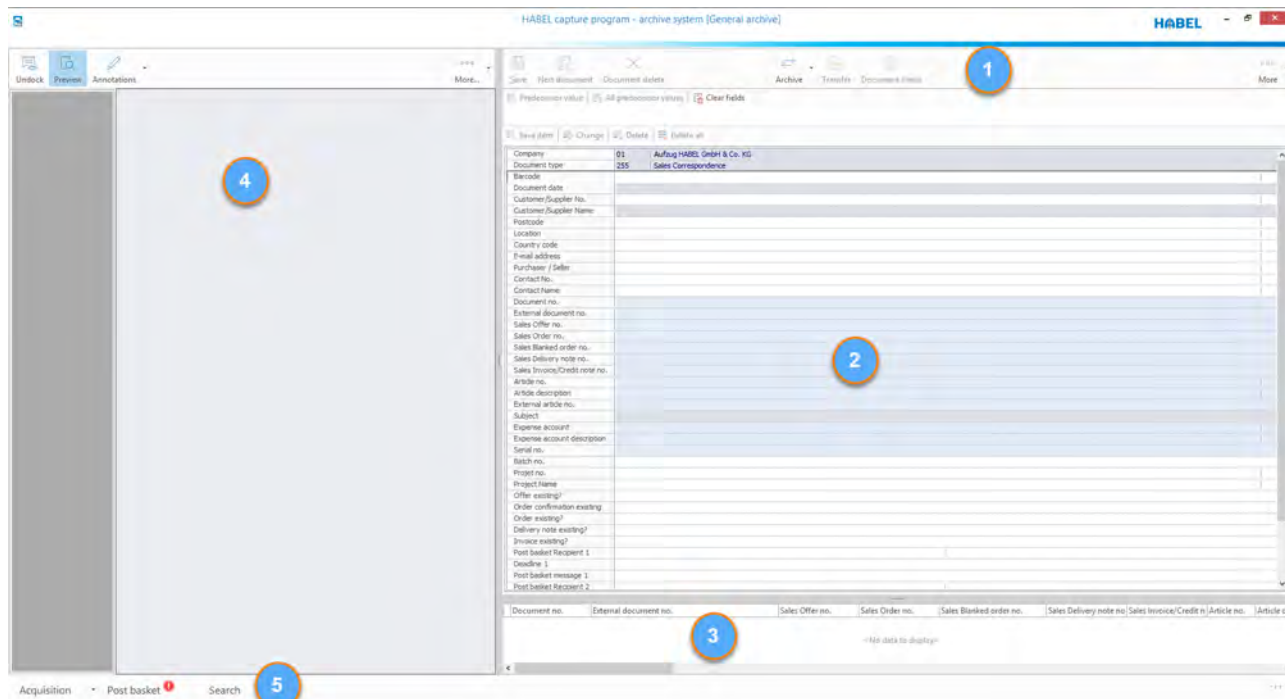 HABEL capture program - archive system [General archive]
HABEL
Undock Preview Annotations More...
Save Next document Document delete Archive Transfer More
1
Predecessor value All predecessor values Clear fields
Save item Change Delete Delete all
Company 01 Aufzug HABEL GmbH & Co. KG
Document type 255 Sales Correspondence
Barcode
Document date
Customer/Supplier No.
Customer/Supplier Name
Postcode
Location
Country code
E-mail address
Purchaser / Seller
Contact No.
Contact Name
Document no.
External document no.
Sales Offer no.
Sales Order no.
Sales Blanked order no.
Sales Delivery note no.
Sales Invoice/Credit note no.
Article no.
Article description
External article no.
Subject
Expense account
Expense account description
Serial no.
Batch no.
Projet no.
Project Name
Offer existing?
Order confirmation existing
Order existing?
Delivery note existing?
Invoice existing?
Post basket Recipient 1
Deadline 1
Post basket message 1
Post basket Recipient 2
4
2
Document no. External document no. Sales Offer no. Sales Order no. Sales Blanked order no. Sales Delivery note no Sales Invoice/Credit n Article no. Article
3
<No data to display>
Acquisition Post basket Search
5